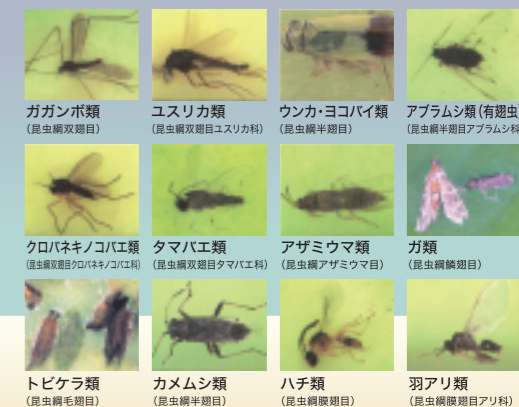 ガガンボ類
(昆虫綱双翅目)
ユスリカ類
(昆虫綱双翅目ユスリカ科)
ウンカ・ヨコバイ類
(昆虫綱半翅目)
アブラムシ類(有翅虫)
(昆虫綱半翅目アブラムシ科
クロバネキノコバエ類
(昆虫綱双翅目クロバネキノコバエ科)
タマバエ類
(昆虫綱双翅目タマバエ科)
アザミウマ類
(昆虫綱アザミウマ目)
ガ類
(昆虫綱鱗翅目)
トビケラ類
(昆虫綱毛翅目)
カメムシ類
(昆虫綱半翅目)
ハチ類
(昆虫綱膜翅目)
羽アリ類
(昆虫綱膜翅目アリ科)